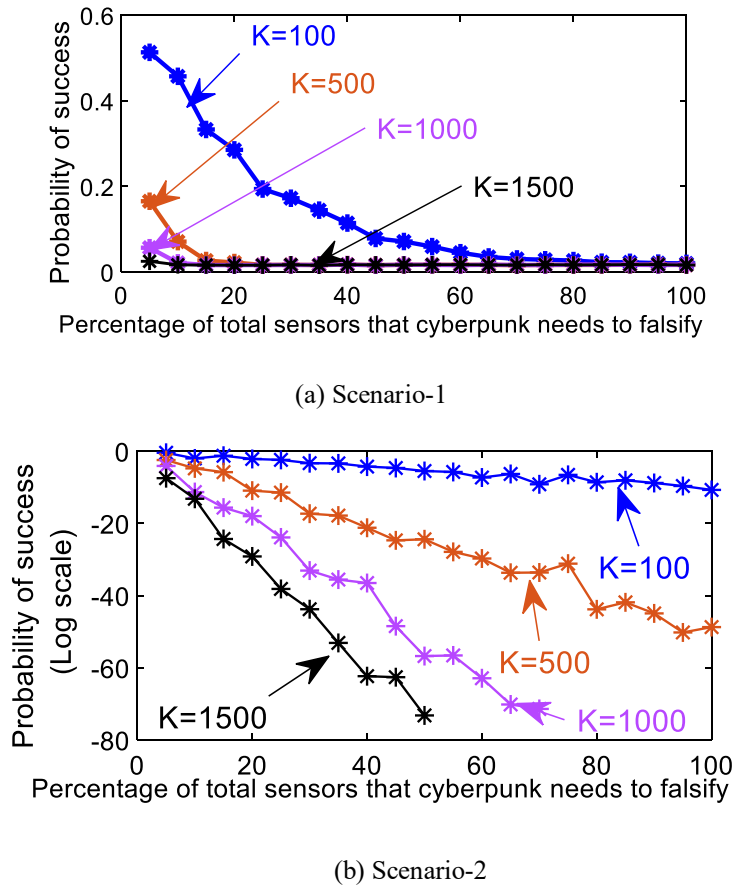 0.6
K=100
K=500
0.4
K=1000
K=1500
0.2
0
Probability of success
0 20 40 60 80 100
Percentage of total sensors that cyberpunk needs to falsify
(a) Scenario-1
0
-20
K=100
-40
K=500
-60
K=1500
K=1000
-80
Probability of success
(Log scale)
0 20 40 60 80 100
Percentage of total sensors that cyberpunk needs to falsify
(b) Scenario-2